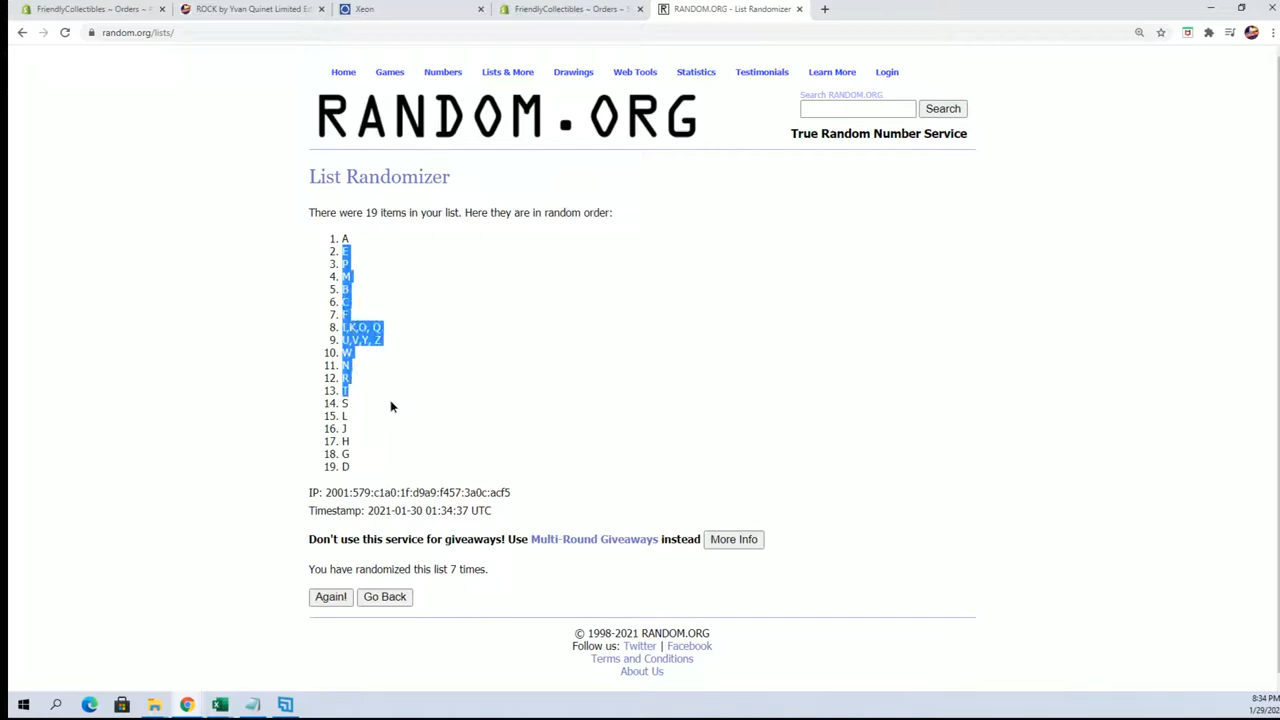 FriendlyCollectibles ~ Orders ~
ROCK by Yvan Quinet Limited Ed
Xeon
FriendlyCollectibles ~ Orders ~
RANDOM.ORG - List Randomizer
random.org/lists/
Home Games Numbers Lists & More Drawings Web Tools Statistics Testimonials Learn More Login
RANDOM.ORG
Search RANDOM.ORG
Search
True Random Number Service
List Randomizer
There were 19 items in your list. Here they are in random order:
1. A
2. E
3. P
4. M
5. B
6. C
7. F
8. I,K,O, Q
9. U,V,Y, Z
10. W
11. N
12. R
13. T
14. S
15. L
16. J
17. H
18. G
19. D
IP: 2001:579:c1a0:1f:d9a9:f457:3a0c:acf5
Timestamp: 2021-01-30 01:34:37 UTC
Don't use this service for giveaways! Use Multi-Round Giveaways instead More Info
You have randomized this list 7 times.
Again! Go Back
© 1998-2021 RANDOM.ORG
Follow us: Twitter | Facebook
Terms and Conditions
About Us
8:34 PM
1/29/202